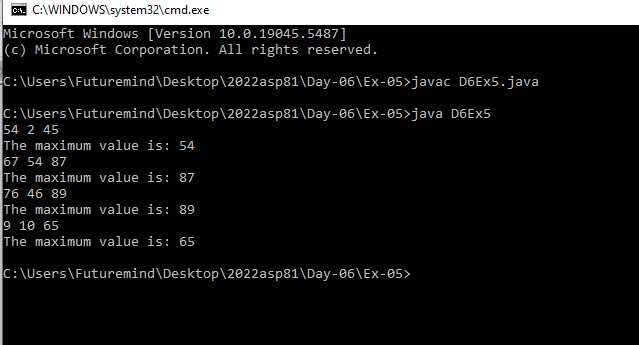 C:\WINDOWS\system32\cmd.exe
Microsoft Windows [Version 10.0.19045.5487]
(c) Microsoft Corporation. All rights reserved.
C:\Users\Futuremind\Desktop\2022asp81\Day-06\Ex-05>javac D6Ex5.java
C:\Users\Futuremind\Desktop\2022asp81\Day-06\Ex-05>java D6Ex5
54 2 45
The maximum value is: 54
67 54 87
The maximum value is: 87
76 46 89
The maximum value is: 89
9 10 65
The maximum value is: 65
C:\Users\Futuremind\Desktop\2022asp81\Day-06\Ex-05>